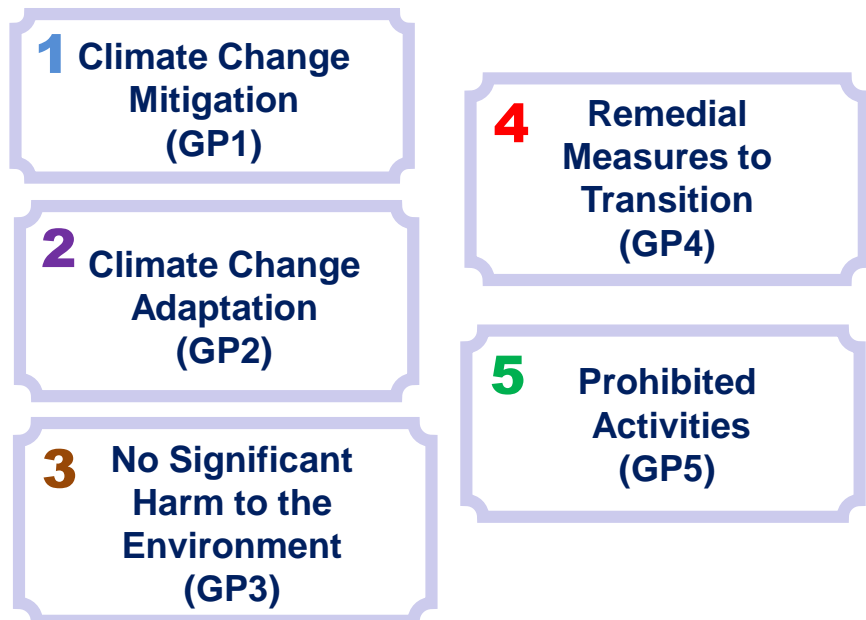 1 Climate Change
Mitigation
(GP1)
2 Climate Change
Adaptation
(GP2)
3 No Significant
Harm to the
Environment
(GP3)
4 Remedial
Measures to
Transition
(GP4)
5 Prohibited
Activities
(GP5)